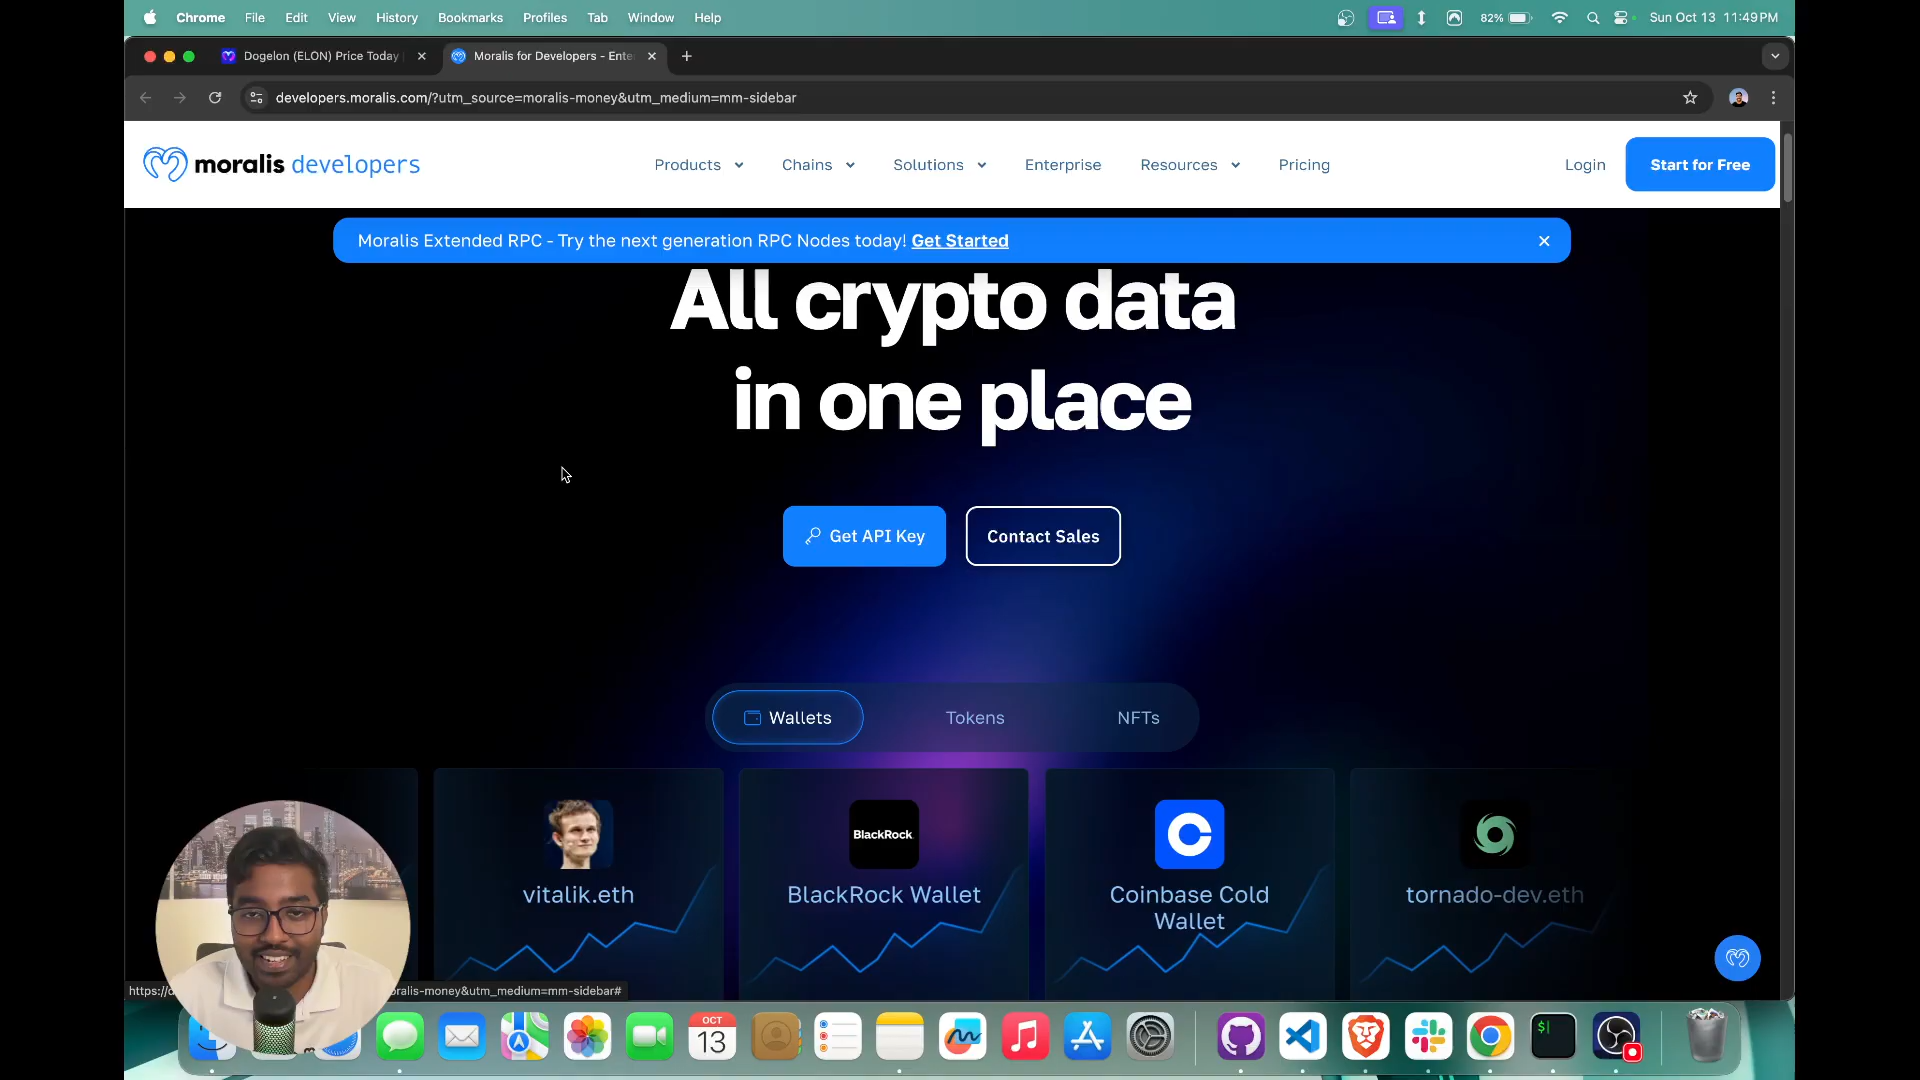 Chrome File Edit View History Bookmarks Profiles Tab Window Help 82% Sun Oct 13 11:49 PM
Dogelon (ELON) Price Today Moralis for Developers - Ente
developers.moralis.com/?utm_source=moralis-money&utm_medium=mm-sidebar
moralis developers Products Chains Solutions Enterprise Resources Pricing Login Start for Free
Moralis Extended RPC - Try the next generation RPC Nodes today! Get Started
All crypto data
in one place
Get API Key Contact Sales
Wallets Tokens NFTs
BlackRock
vitalik.eth BlackRock Wallet Coinbase Cold tornado-dev.eth
Wallet
https://d oralis-money&utm_medium=mm-sidebar#
OCT
13
$